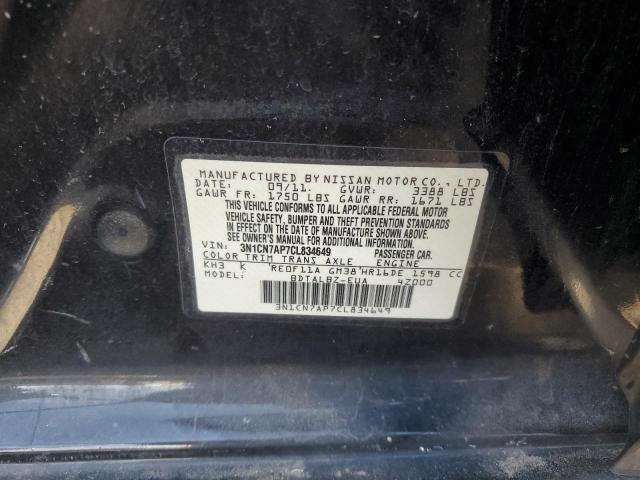 MANUFACTURED BY NISSAN MOTOR CO., LTD.
DATE: 09/11. GVWR: 3388 LBS
GAWR FR: 1750 LBS GAWR RR: 1671 LBS
THIS VEHICLE CONFORMS TO ALL APPLICABLE FEDERAL MOTOR
VEHICLE SAFETY, BUMPER AND THEFT PREVENTION STANDARDS
IN EFFECT ON THE DATE OF MANUFACTURE SHOWN ABOVE.
SEE OWNER'S MANUAL FOR ADDITIONAL INFORMATION.
VIN: 3N1CN7AP7CL834649 PASSENGER CAR.
COLOR TRIM TRANS AXLE ENGINE
KH3 K RE0F11A GM38 HR16DE 1598 CC
BDTALBZ-EUA 4Z000
3N1CN7AP7CL834649